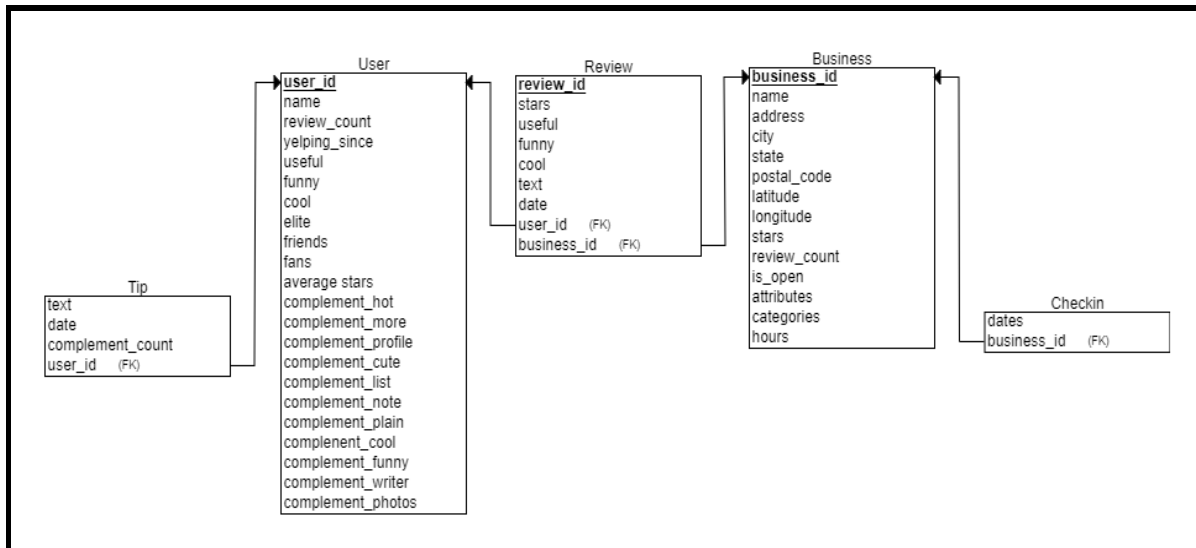 User
user_id
name
review_count
yelping_since
useful
funny
cool
elite
friends
fans
average stars
complement_hot
complement_more
complement_profile
complement_cute
complement_list
complement_note
complement_plain
complenent_cool
complement_funny
complement_writer
complement_photos
Review
review_id
stars
useful
funny
cool
text
date
user_id (FK)
business_id (FK)
Business
business_id
name
address
city
state
postal_code
latitude
longitude
stars
review_count
is_open
attributes
categories
hours
Tip
text
date
complement_count
user_id (FK)
Checkin
dates
business_id (FK)